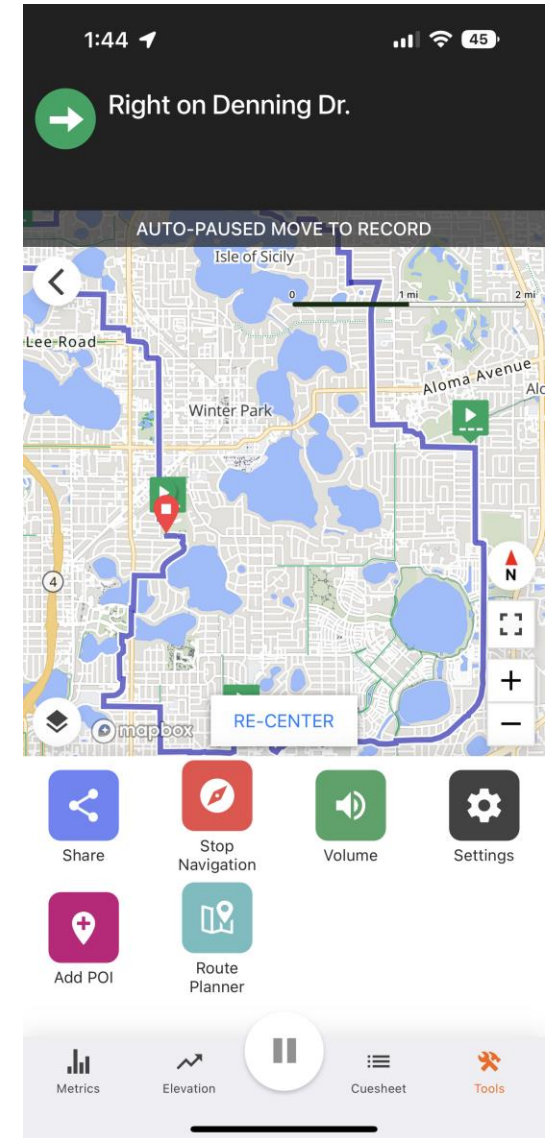 1:44
45
Right on Denning Dr.
AUTO-PAUSED MOVE TO RECORD
Isle of Sicily
0
1 mi
2 mi
Lee Road
Aloma Avenue
Alo
Winter Park
4
N
+
−
mapbox
RE-CENTER
Share
Stop
Navigation
Volume
Settings
Add POI
Route
Planner
Metrics
Elevation
Cuesheet
Tools